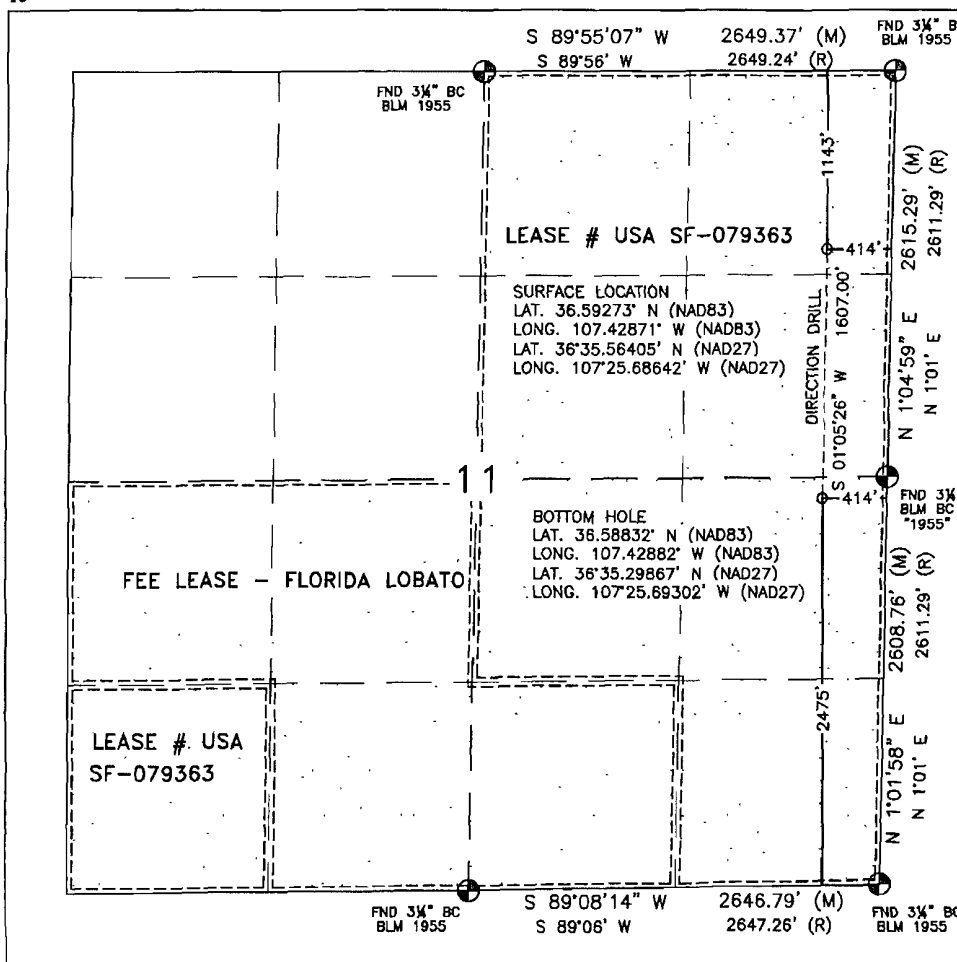 S 89°55'07" W 2649.37' (M)
S 89°56' W 2649.24' (R)
FND 3¼" B
BLM 1955
FND 3¼" BC
BLM 1955
1143'
2615.29' (M)
2611.29' (R)
LEASE # USA SF-079363
414'
SURFACE LOCATION
LAT. 36.59273° N (NAD83)
LONG. 107.42871° W (NAD83)
LAT. 36°35.56405' N (NAD27)
LONG. 107°25.68642' W (NAD27)
DIRECTION DRILL
S 01°05'26" W 1607.00'
N 1°04'59" E
N 1°01' E
11
414'
FND 3¼
BLM BC
"1955"
BOTTOM HOLE
LAT. 36.58832° N (NAD83)
LONG. 107.42882° W (NAD83)
LAT. 36°35.29867' N (NAD27)
LONG. 107°25.69302' W (NAD27)
FEE LEASE - FLORIDA LOBATO
2608.76' (M)
2611.29' (R)
2475'
LEASE # USA
SF-079363
N 1°01'58" E
N 1°01' E
S 89°08'14" W 2646.79' (M)
S 89°06' W 2647.26' (R)
FND 3¼" BC
BLM 1955
FND 3¼" BC
BLM 1955